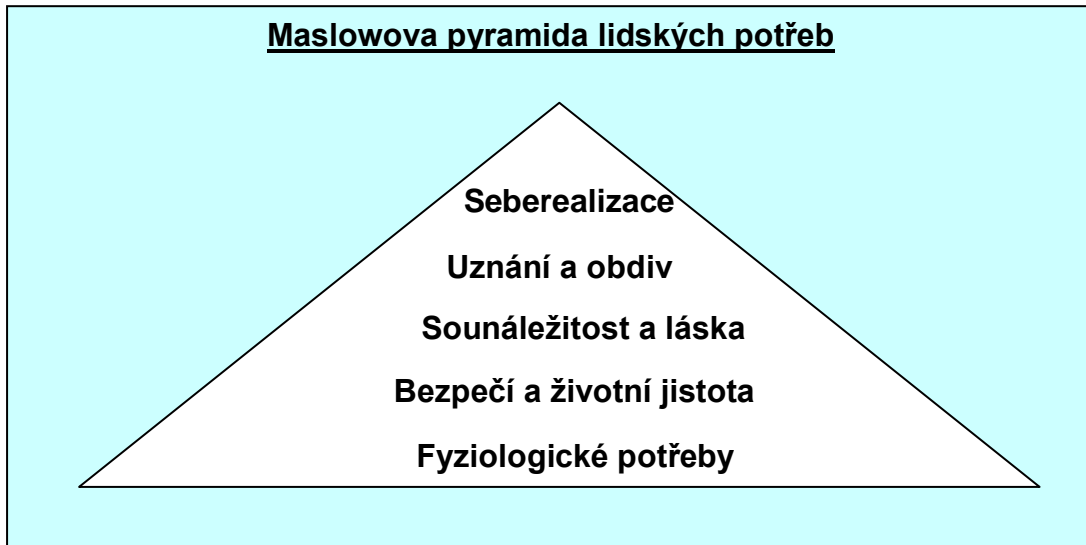 Maslowova pyramida lidských potřeb
Seberealizace
Uznání a obdiv
Sounáležitost a láska
Bezpečí a životní jistota
Fyziologické potřeby